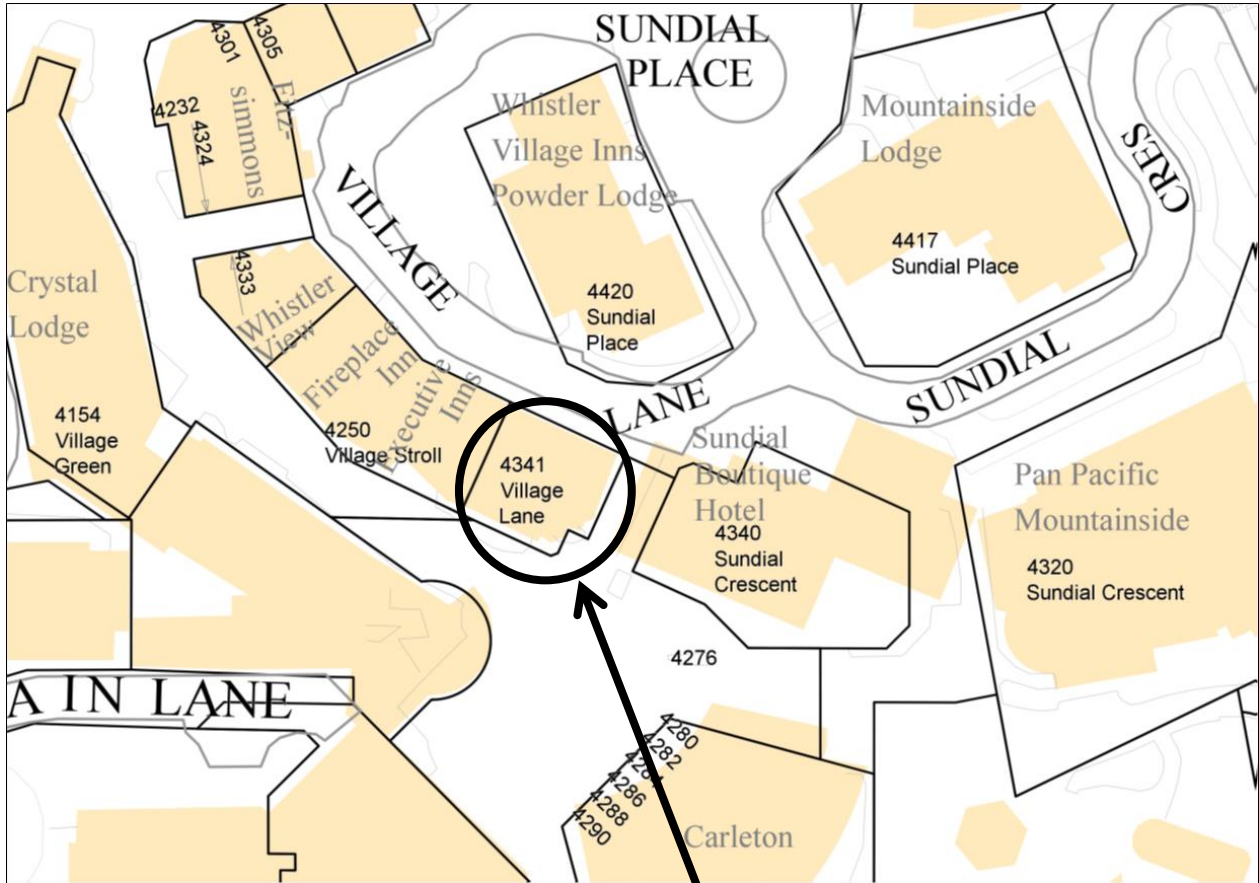 SUNDIAL
PLACE
4301
4305
Fitz-
simmons
4232
4324
Whistler
Village Inns
Powder Lodge
Mountainside
Lodge
CRES
VILLAGE
4417
Sundial Place
4333
Whistler
View
Crystal
Lodge
4420
Sundial
Place
Fireplace
Inn
Executive
Inns
LANE
SUNDIAL
4154
Village
Green
4250
Village Stroll
4341
Village
Lane
Sundial
Boutique
Hotel
4340
Sundial
Crescent
Pan Pacific
Mountainside
4320
Sundial Crescent
4276
A IN LANE
4280
4282
4284
4286
4288
4290
Carleton